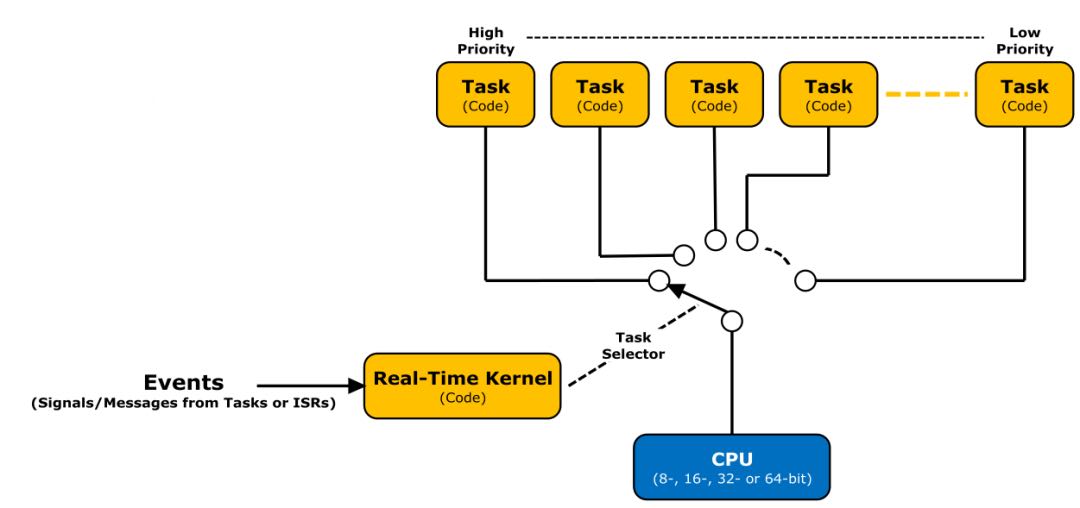 High
Priority
Low
Priority
Task
(Code)
Task
(Code)
Task
(Code)
Task
(Code)
Task
(Code)
Task
Selector
Events
(Signals/Messages from Tasks or ISRs)
Real-Time Kernel
(Code)
CPU
(8-, 16-, 32- or 64-bit)